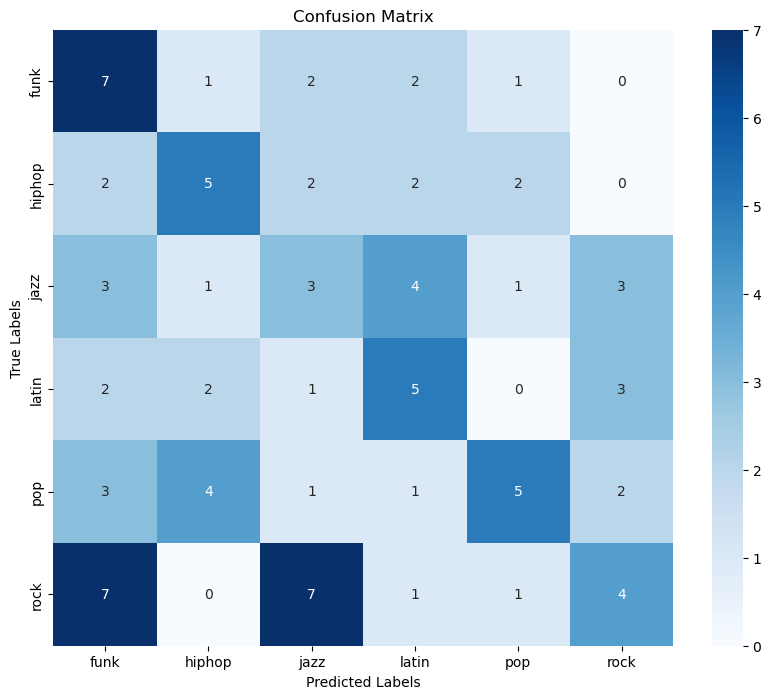 Confusion Matrix
True Labels
funk 7 1 2 2 1 0
hiphop 2 5 2 2 2 0
jazz 3 1 3 4 1 3
latin 2 2 1 5 0 3
pop 3 4 1 1 5 2
rock 7 0 7 1 1 4
funk hiphop jazz latin pop rock
Predicted Labels
7
6
5
4
3
2
1
0